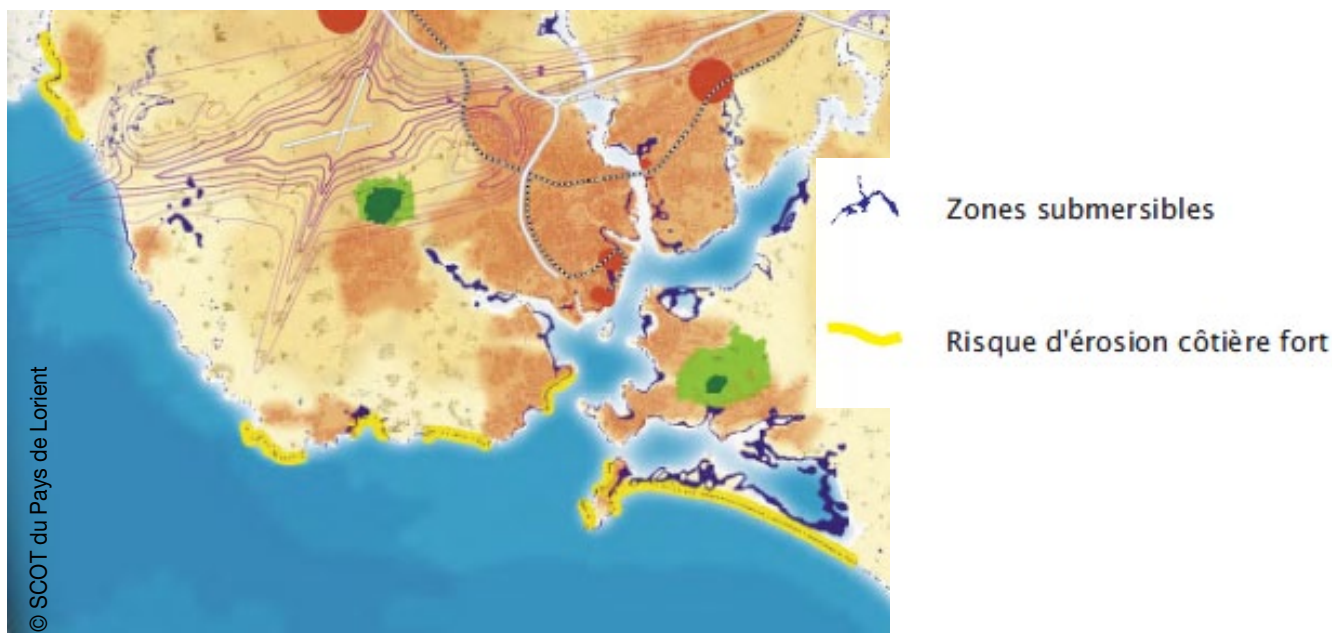 Zones submersibles
Risque d'érosion côtière fort
© SCOT du Pays de Lorient